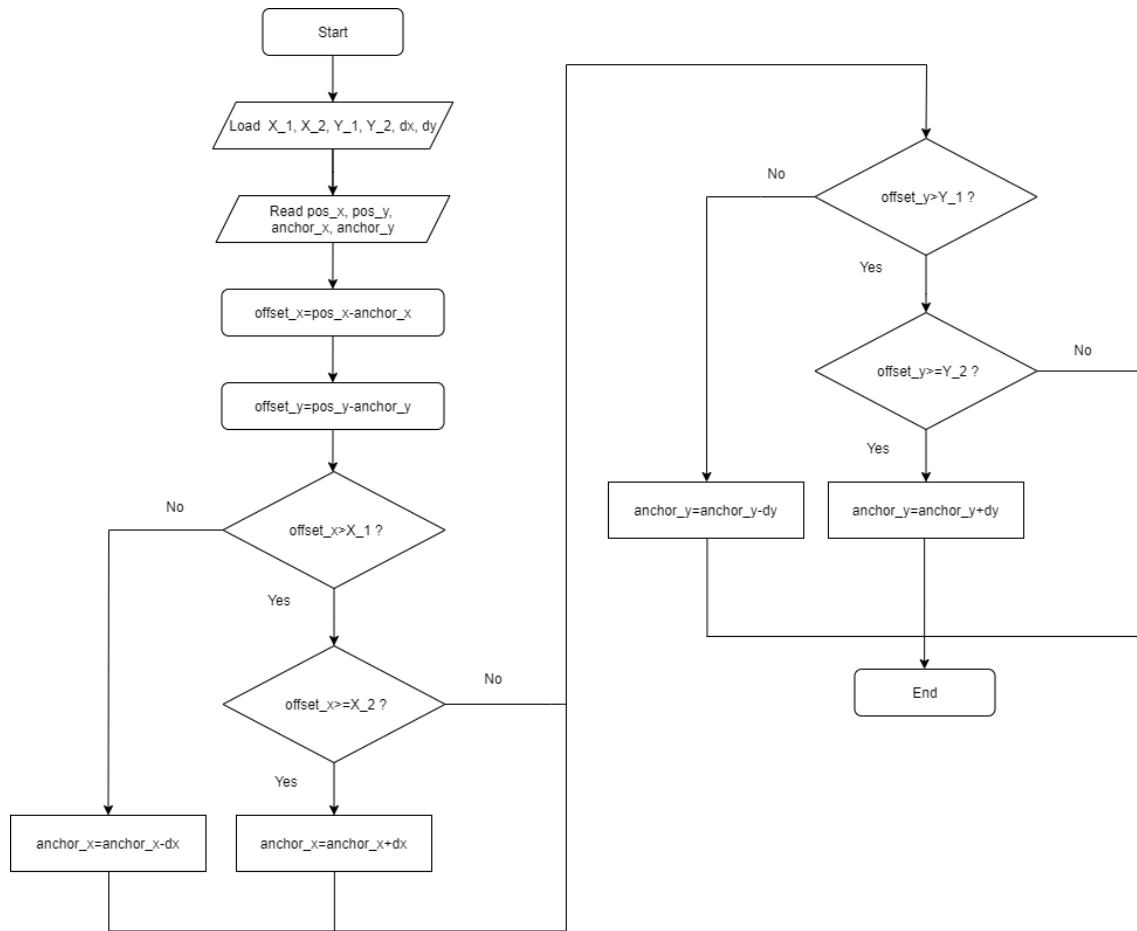 Start
Load X_1, X_2, Y_1, Y_2, dx, dy
Read pos_x, pos_y,
anchor_x, anchor_y
offset_x=pos_x-anchor_x
offset_y=pos_y-anchor_y
No
offset_x>X_1 ?
Yes
offset_x>=X_2 ?
No
Yes
anchor_x=anchor_x-dx
anchor_x=anchor_x+dx
No
offset_y>Y_1 ?
Yes
offset_y>=Y_2 ?
No
Yes
anchor_y=anchor_y-dy
anchor_y=anchor_y+dy
End